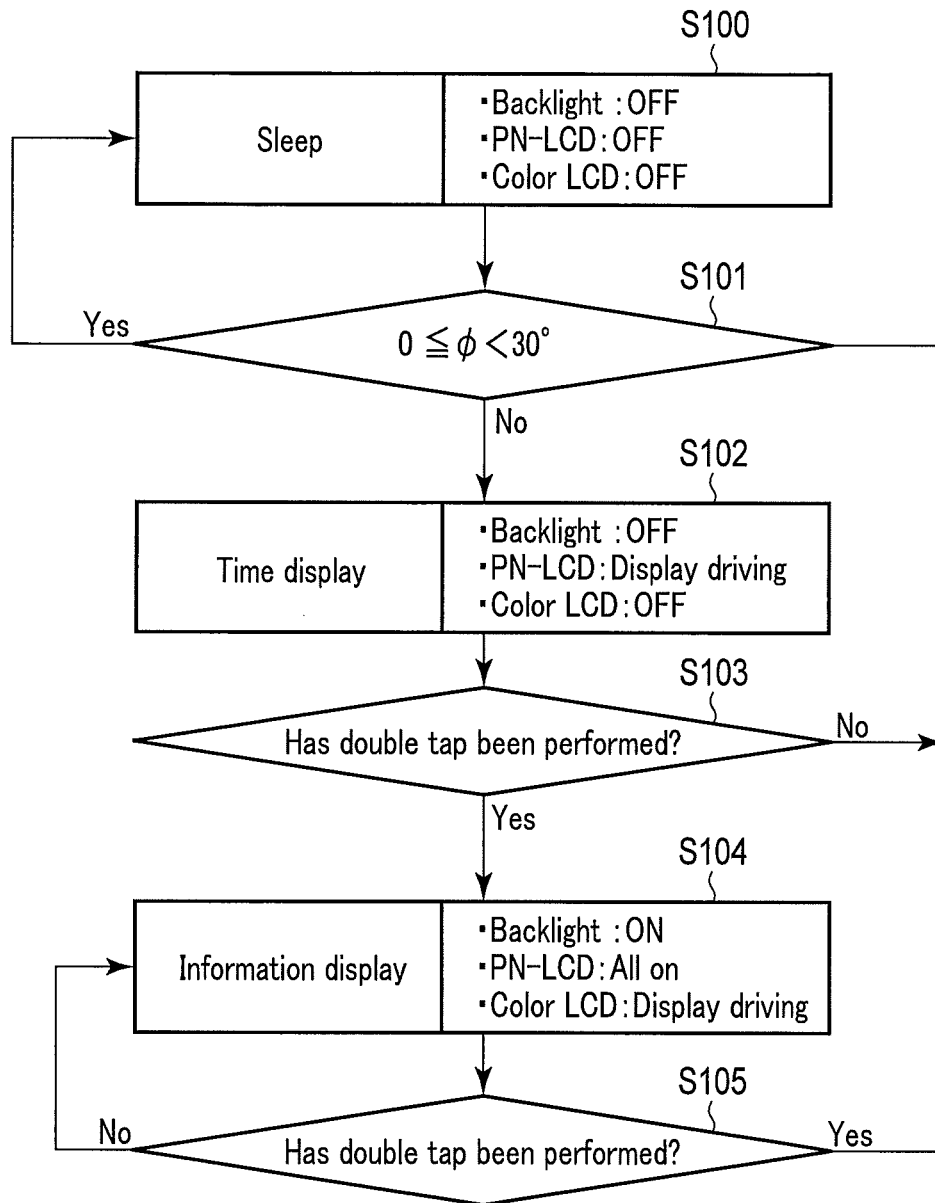 S100
Sleep
・Backlight :OFF
・PN-LCD:OFF
・Color LCD:OFF
S101
Yes
0 ≦ ϕ <30°
No
S102
Time display
・Backlight :OFF
・PN-LCD:Display driving
・Color LCD:OFF
S103
Has double tap been performed?
No
Yes
S104
Information display
・Backlight :ON
・PN-LCD:All on
・Color LCD:Display driving
S105
No
Has double tap been performed?
Yes